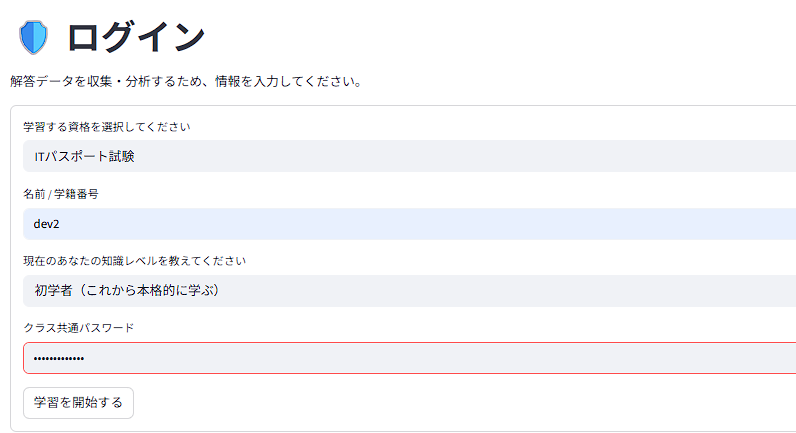 ログイン
解答データを収集・分析するため、情報を入力してください。
学習する資格を選択してください
ITパスポート試験
名前 / 学籍番号
dev2
現在のあなたの知識レベルを教えてください
初学者（これから本格的に学ぶ）
クラス共通パスワード
•••••••••••••
学習を開始する